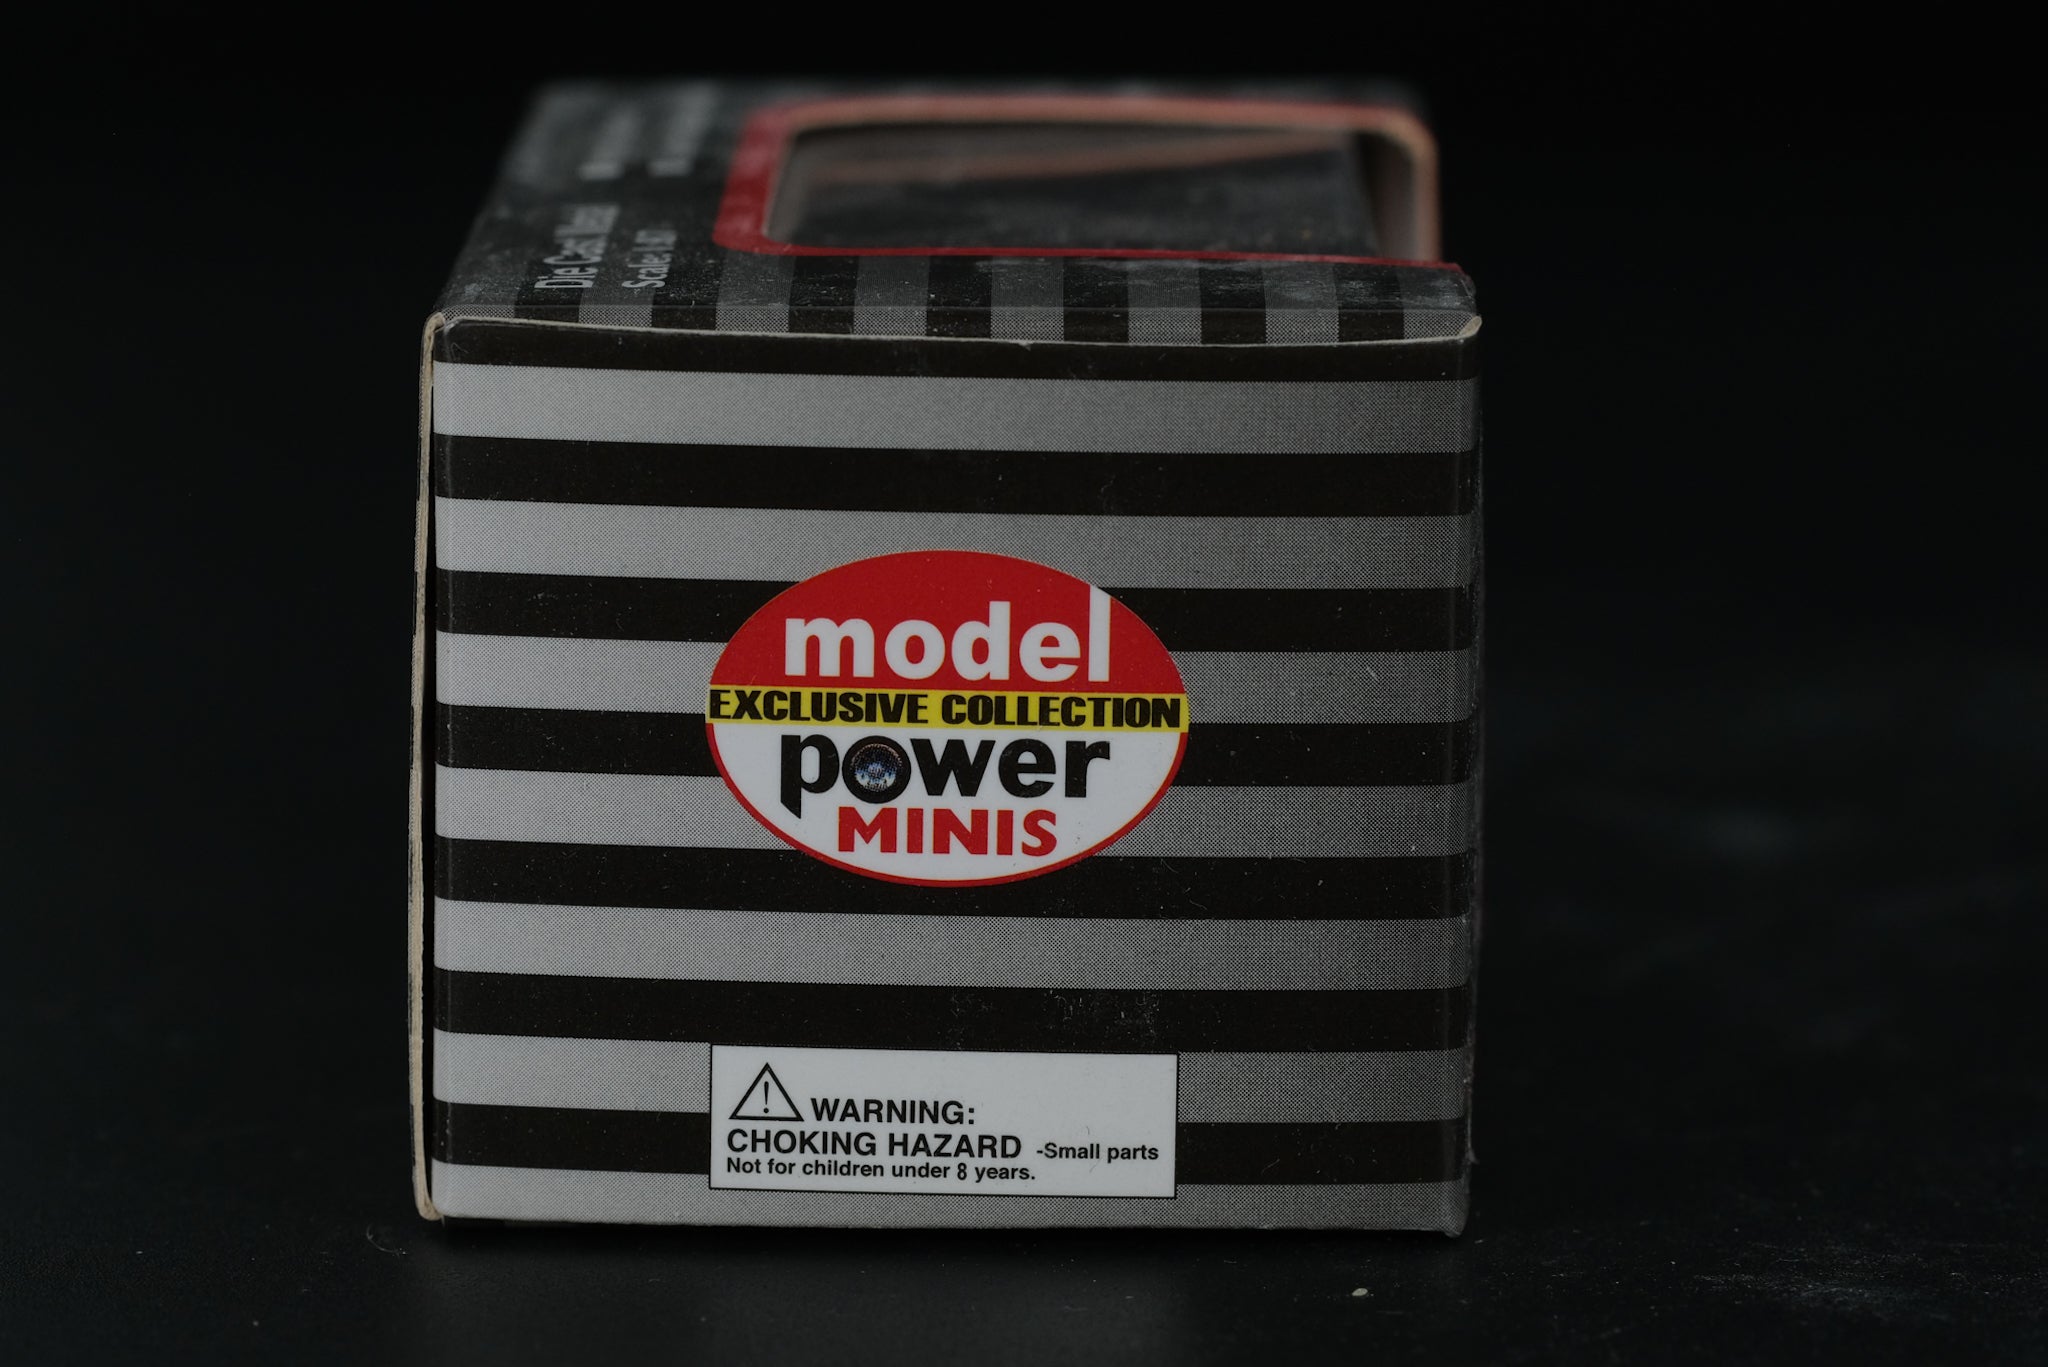 Die Cast Metal
Scale: 1:87
model
EXCLUSIVE COLLECTION
power
MINIS
WARNING:
CHOKING HAZARD -Small parts
Not for children under 8 years.